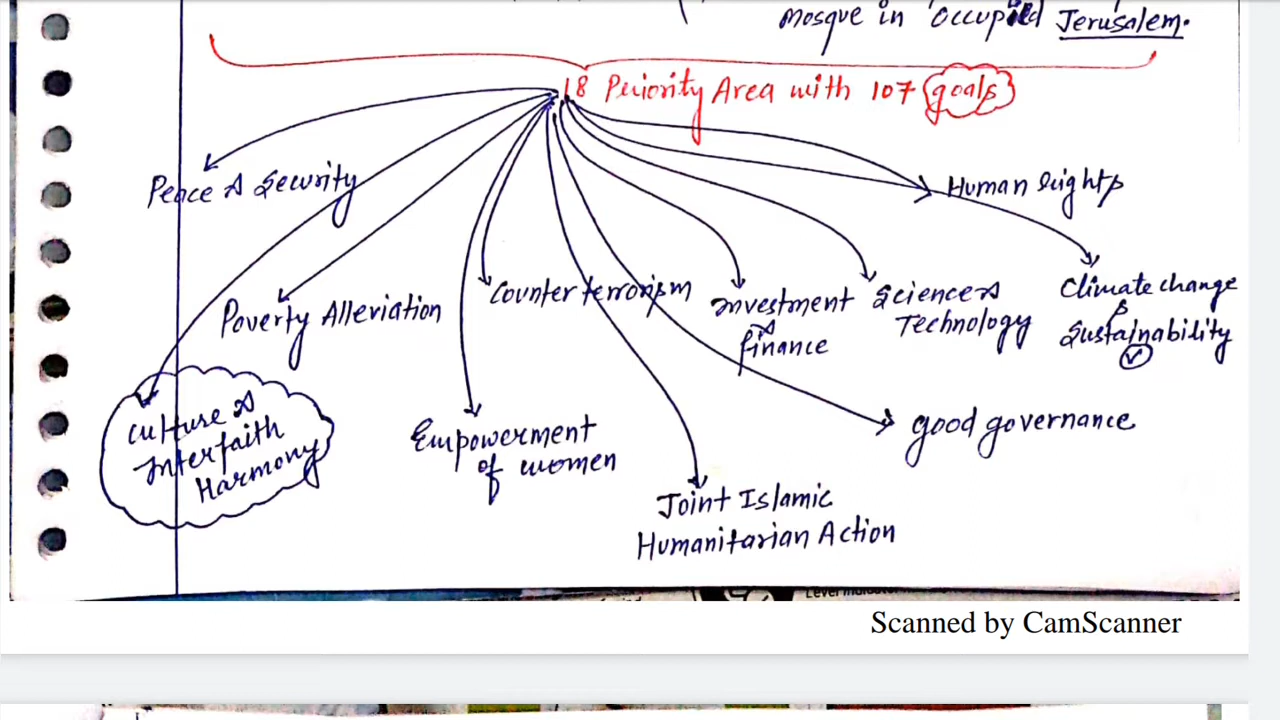 Mosque in Occupied Jerusalem.
18 Priority Area with 107 goals
Peace & Security
Human rights
Counter terrorism
Poverty Alleviation
Investment
&
finance
Science &
Technology
Climate change
&
Sustainability
Culture &
Interfaith
Harmony
Empowerment
of women
good governance
Joint Islamic
Humanitarian Action
Scanned by CamScanner